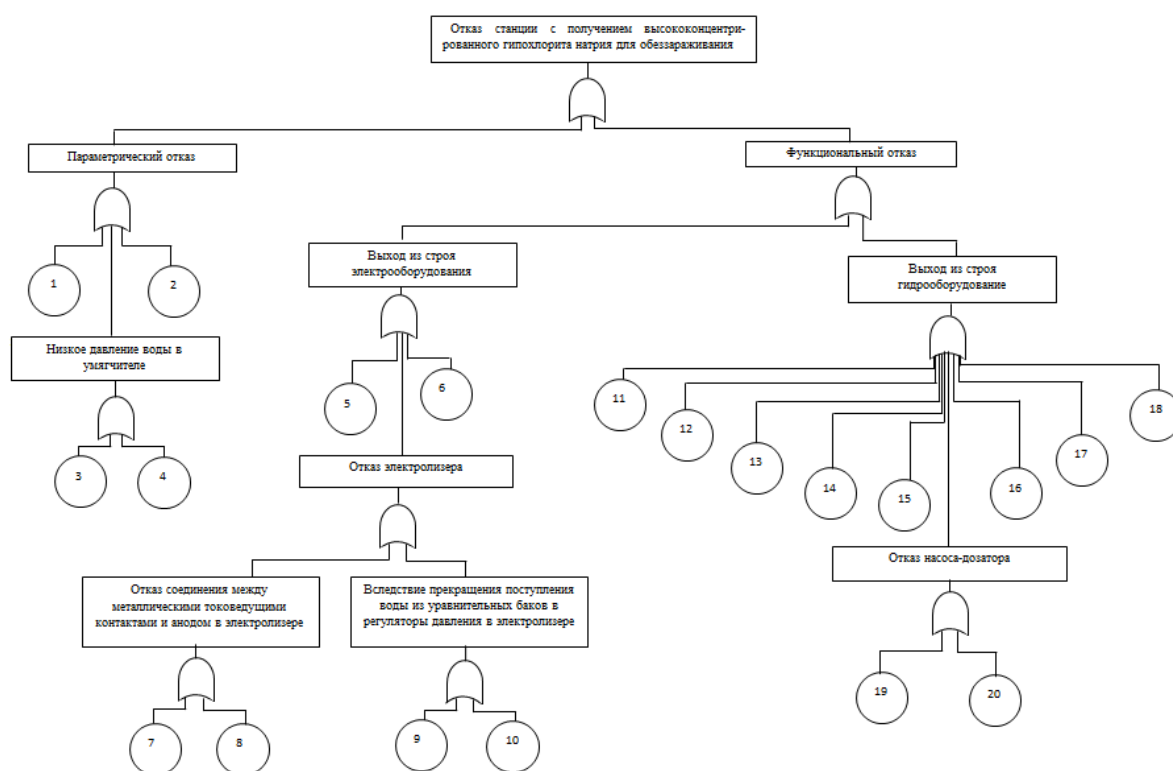 Отказ станции с получением высококонцентри-
рованного гипохлорита натрия для обеззараживания
Параметрический отказ
Функциональный отказ
1
2
Выход из строя
электрооборудования
Выход из строя
гидрооборудование
Низкое давление воды в
умягчителе
5
6
11
12
13
14
15
16
17
18
3
4
Отказ электролизера
Отказ насоса-дозатора
Отказ соединения между
металлическими токоведущими
контактами и анодом в электролизере
Вследствие прекращения поступления
воды из уравнительных баков в
регуляторы давления в электролизере
19
20
7
8
9
10